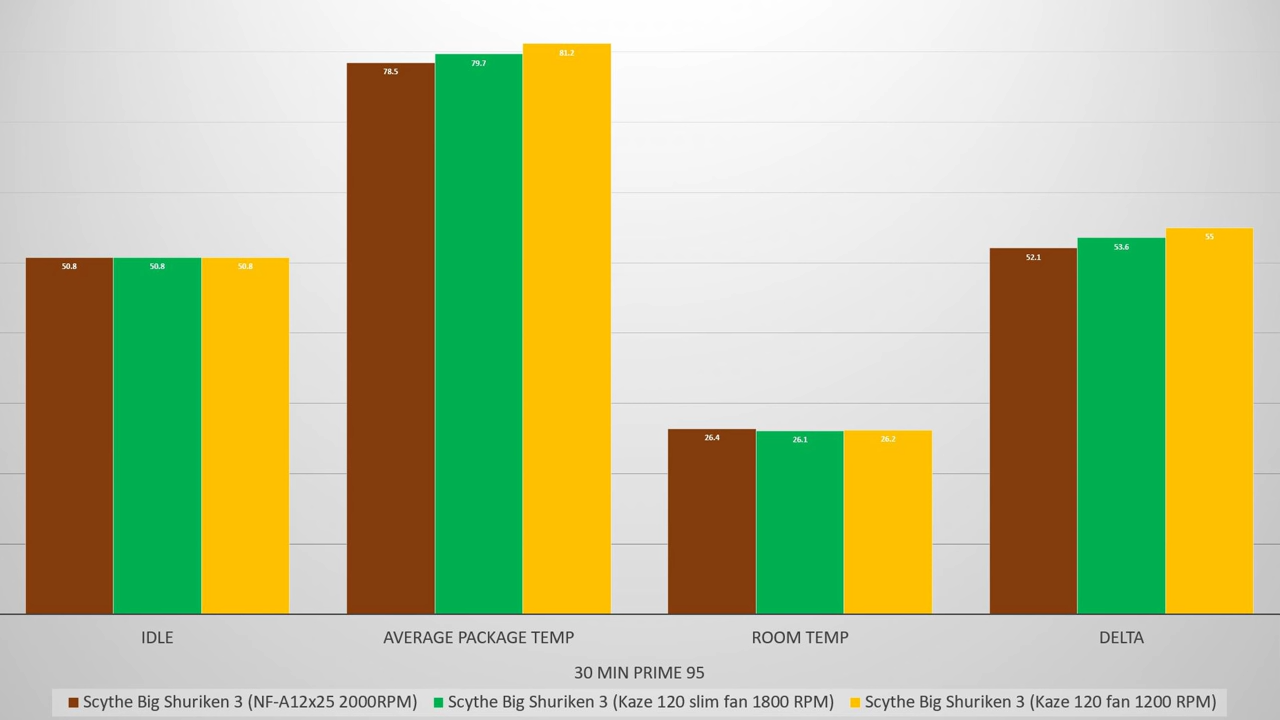 81.2
79.7
78.5
55
53.6
52.1
50.8 50.8 50.8
26.4 26.1 26.2
IDLE AVERAGE PACKAGE TEMP ROOM TEMP DELTA
30 MIN PRIME 95
Scythe Big Shuriken 3 (NF-A12x25 2000RPM) Scythe Big Shuriken 3 (Kaze 120 slim fan 1800 RPM) Scythe Big Shuriken 3 (Kaze 120 fan 1200 RPM)